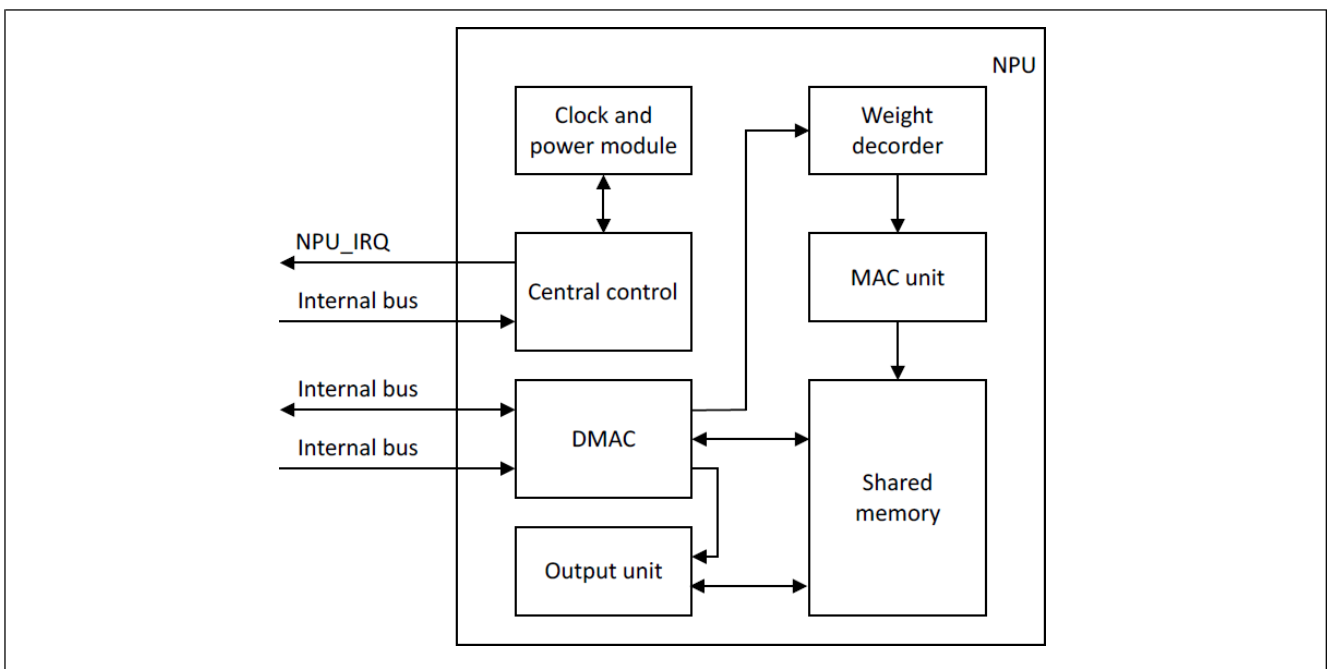 NPU
Clock and
power module
Weight
decorder
NPU_IRQ
Central control
MAC unit
Internal bus
Internal bus
DMAC
Internal bus
Shared
memory
Output unit